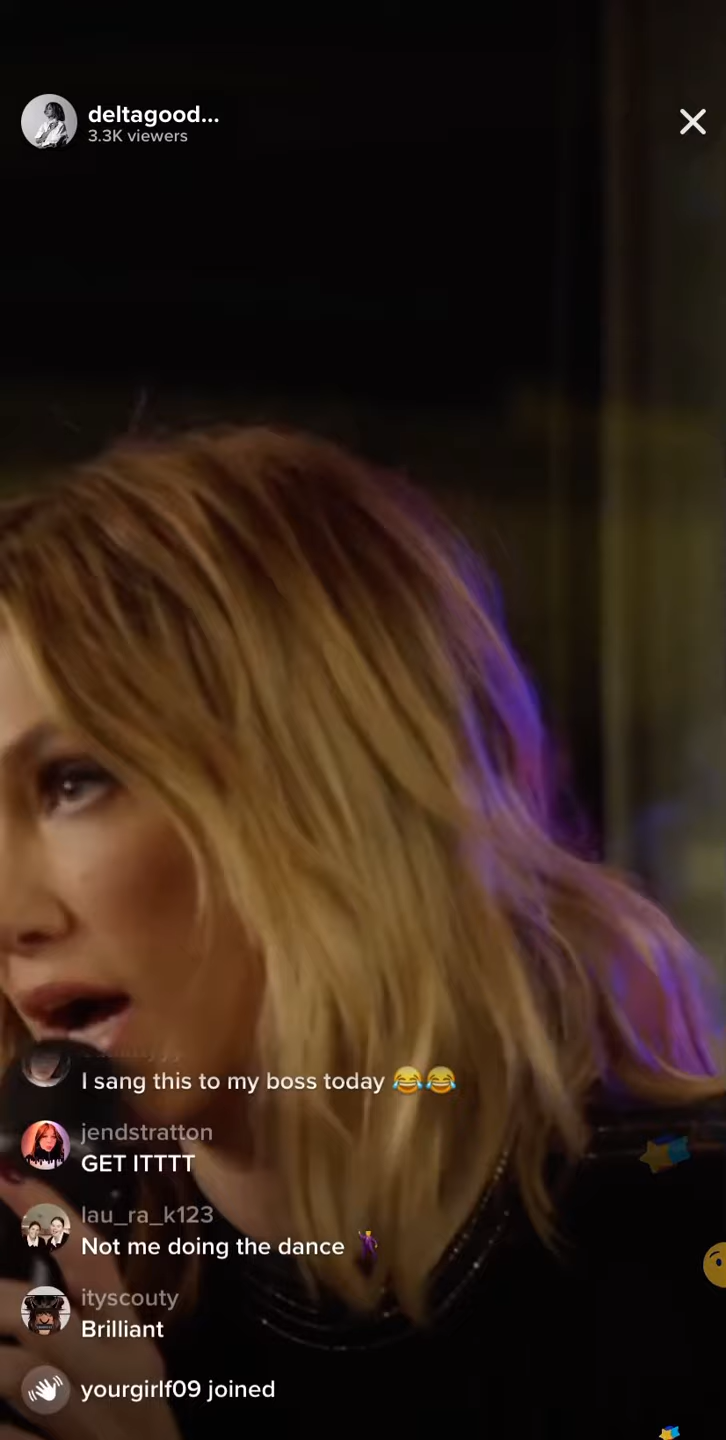 deltagood...
3.3K viewers
I sang this to my boss today 😂😂
jendstratton
GET ITTTT
lau_ra_k123
Not me doing the dance 🕺
ityscouty
Brilliant
yourgirlf09 joined